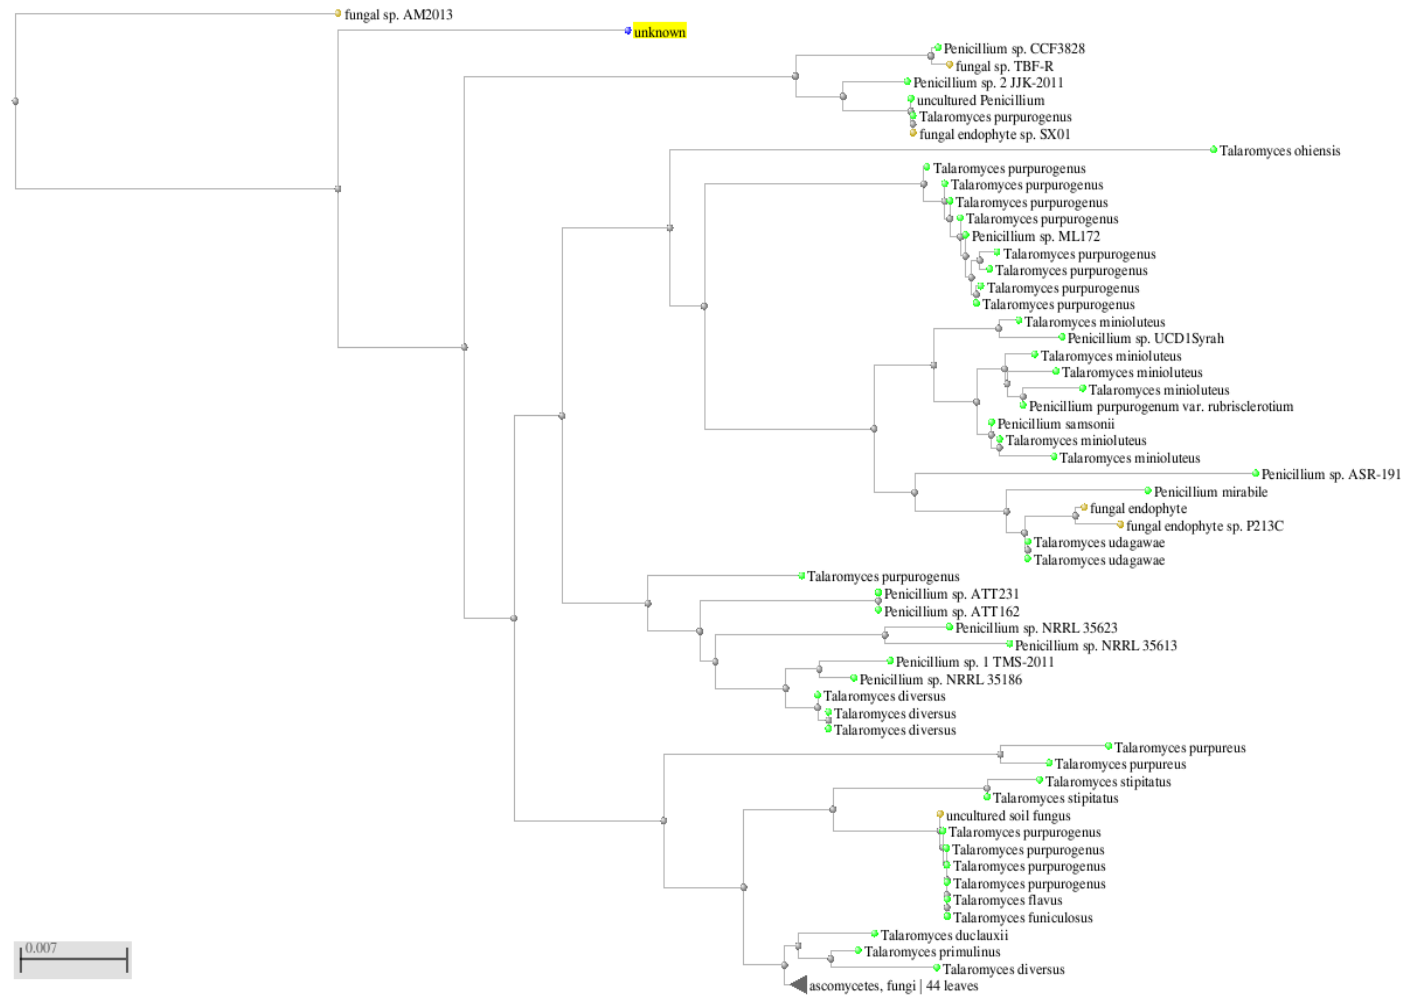 fungal sp. AM2013
unknown
Penicillium sp. CCF3828
fungal sp. TBF-R
Penicillium sp. 2 JJK-2011
uncultured Penicillium
Talaromyces purpurogenus
fungal endophyte sp. SX01
Talaromyces ohiensis
Talaromyces purpurogenus
Talaromyces purpurogenus
Talaromyces purpurogenus
Talaromyces purpurogenus
Penicillium sp. ML172
Talaromyces purpurogenus
Talaromyces purpurogenus
Talaromyces purpurogenus
Talaromyces purpurogenus
Talaromyces minioluteus
Penicillium sp. UCD1Syrah
Talaromyces minioluteus
Talaromyces minioluteus
Talaromyces minioluteus
Penicillium purpurogenum var. rubrisclerotium
Penicillium samsonii
Talaromyces minioluteus
Talaromyces minioluteus
Penicillium sp. ASR-191
Penicillium mirabile
fungal endophyte
fungal endophyte sp. P213C
Talaromyces udagawae
Talaromyces udagawae
Talaromyces purpurogenus
Penicillium sp. ATT231
Penicillium sp. ATT162
Penicillium sp. NRRL 35623
Penicillium sp. NRRL 35613
Penicillium sp. 1 TMS-2011
Penicillium sp. NRRL 35186
Talaromyces diversus
Talaromyces diversus
Talaromyces diversus
Talaromyces purpureus
Talaromyces purpureus
Talaromyces stipitatus
Talaromyces stipitatus
uncultured soil fungus
Talaromyces purpurogenus
Talaromyces purpurogenus
Talaromyces purpurogenus
Talaromyces purpurogenus
Talaromyces flavus
Talaromyces funiculosus
Talaromyces duclauxii
Talaromyces primulinus
Talaromyces diversus
ascomycetes, fungi | 44 leaves
0.007